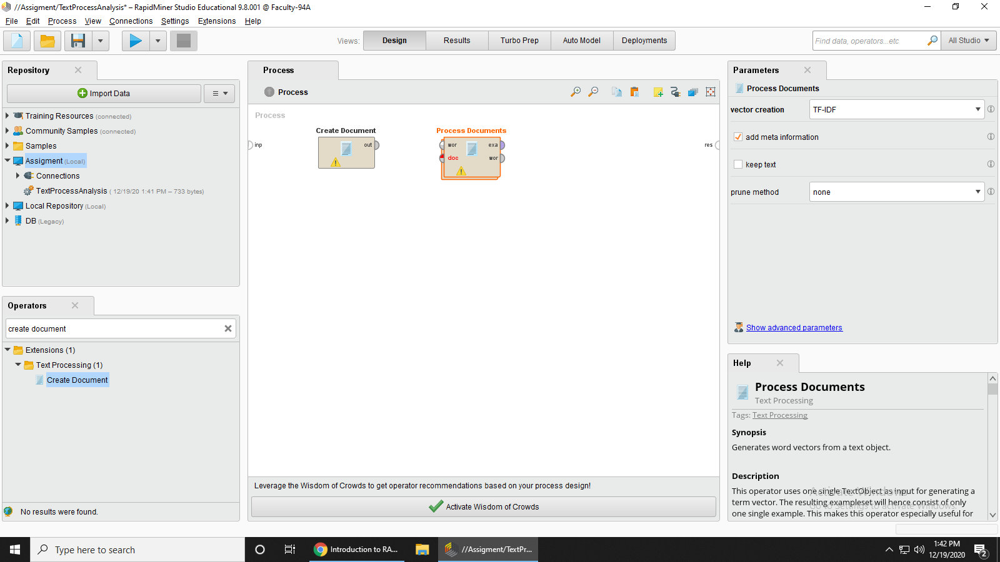 //Assigment/TextProcessAnalysis* – RapidMiner Studio Educational 9.8.001 @ Faculty-94A
File Edit Process View Connections Settings Extensions Help
Views: Design Results Turbo Prep Auto Model Deployments
Find data, operators...etc All Studio
Repository
Import Data
Training Resources (connected)
Community Samples (connected)
Samples
Assigment (Local)
Connections
TextProcessAnalysis ( 12/19/20 1:41 PM – 733 bytes)
Local Repository (Local)
DB (Legacy)
Operators
create document
Extensions (1)
Text Processing (1)
Create Document
No results were found.
Process
Process
Process
inp
Create Document
out
Process Documents
wor exa
doc wor
res
Leverage the Wisdom of Crowds to get operator recommendations based on your process design!
Activate Wisdom of Crowds
Parameters
Process Documents
vector creation TF-IDF
add meta information
keep text
prune method none
Show advanced parameters
Help
Process Documents
Text Processing
Tags: Text Processing
Synopsis
Generates word vectors from a text object.
Description
This operator uses one single TextObject as input for generating a
term vector. The resulting exampleset will hence consist of only
one single example. This makes this operator especially useful for
Activate Windows
Go to Settings to activate Windows.
Type here to search
Introduction to RA...
//Assigment/TextPr...
1:42 PM
12/19/2020
2